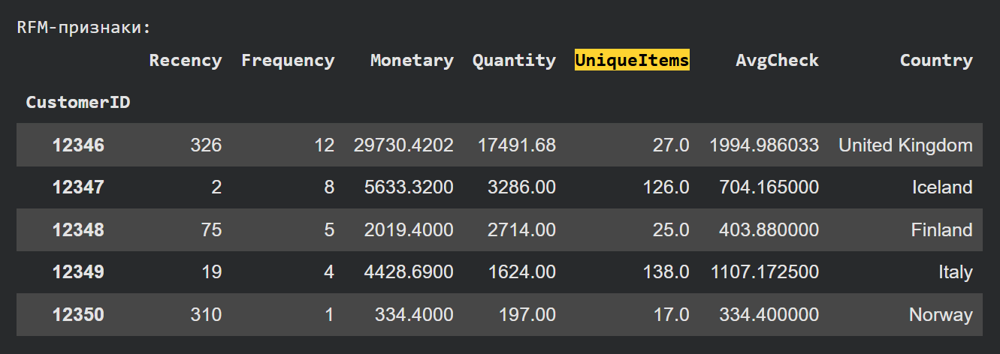 RFM-признаки:
Recency Frequency Monetary Quantity UniqueItems AvgCheck Country
CustomerID
12346 326 12 29730.4202 17491.68 27.0 1994.986033 United Kingdom
12347 2 8 5633.3200 3286.00 126.0 704.165000 Iceland
12348 75 5 2019.4000 2714.00 25.0 403.880000 Finland
12349 19 4 4428.6900 1624.00 138.0 1107.172500 Italy
12350 310 1 334.4000 197.00 17.0 334.400000 Norway